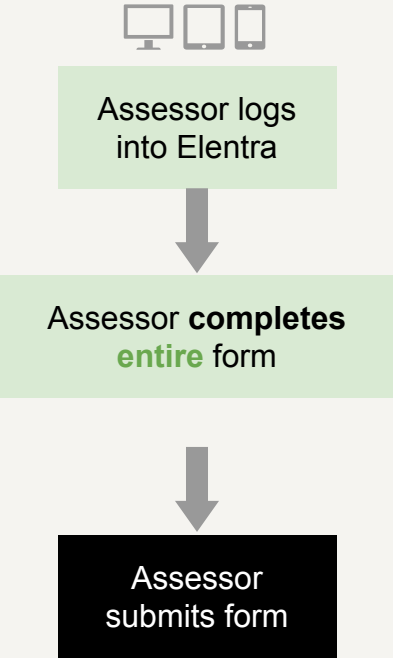 Assessor logs
into Elentra
Assessor completes
entire form
Assessor
submits form